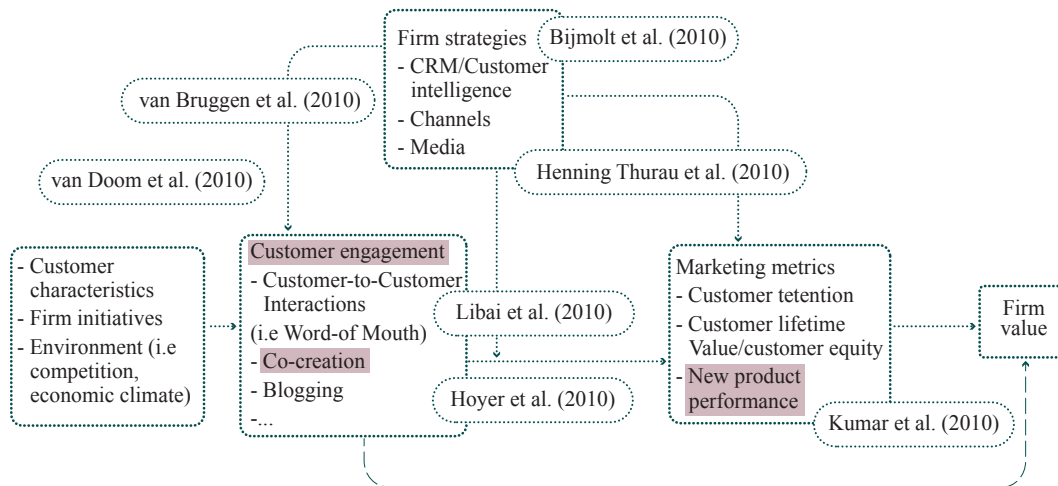 Firm strategies
- CRM/Customer
intelligence
- Channels
- Media
Bijmolt et al. (2010)
van Bruggen et al. (2010)
van Doom et al. (2010)
Henning Thurau et al. (2010)
- Customer
characteristics
- Firm initiatives
- Environment (i.e
competition,
economic climate)
Customer engagement
- Customer-to-Customer
Interactions
(i.e Word-of Mouth)
- Co-creation
- Blogging
-...
Libai et al. (2010)
Hoyer et al. (2010)
Marketing metrics
- Customer tetention
- Customer lifetime
Value/customer equity
- New product
performance
Kumar et al. (2010)
Firm
value